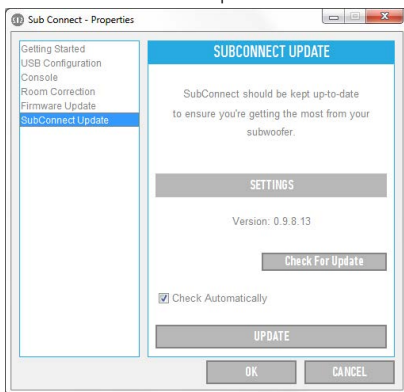 Sub Connect - Properties
Getting Started
USB Configuration
Console
Room Correction
Firmware Update
SubConnect Update
SUBCONNECT UPDATE
SubConnect should be kept up-to-date
to ensure you're getting the most from your
subwoofer.
SETTINGS
Version: 0.9.8.13
Check For Update
Check Automatically
UPDATE
OK
CANCEL